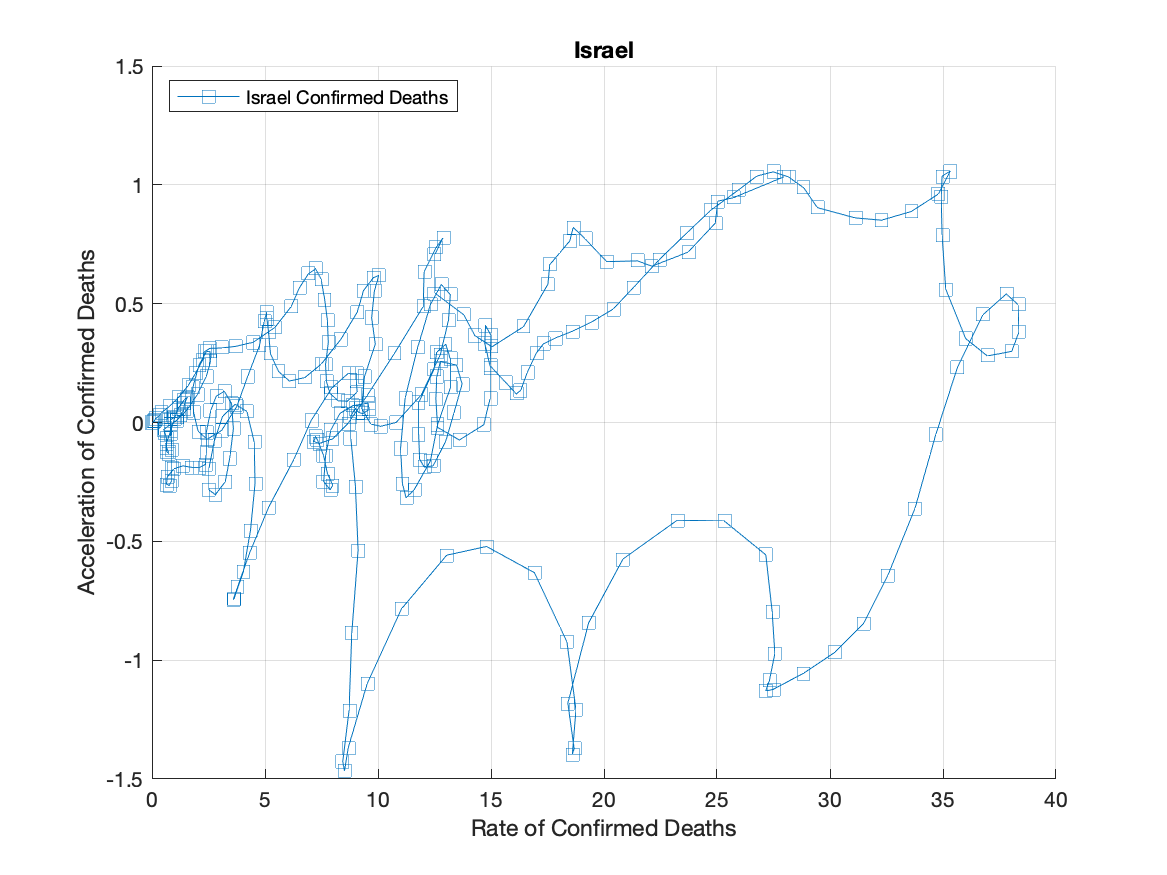 Israel
Israel Confirmed Deaths
Acceleration of Confirmed Deaths
1.5
1
0.5
0
-0.5
-1
-1.5
0 5 10 15 20 25 30 35 40
Rate of Confirmed Deaths